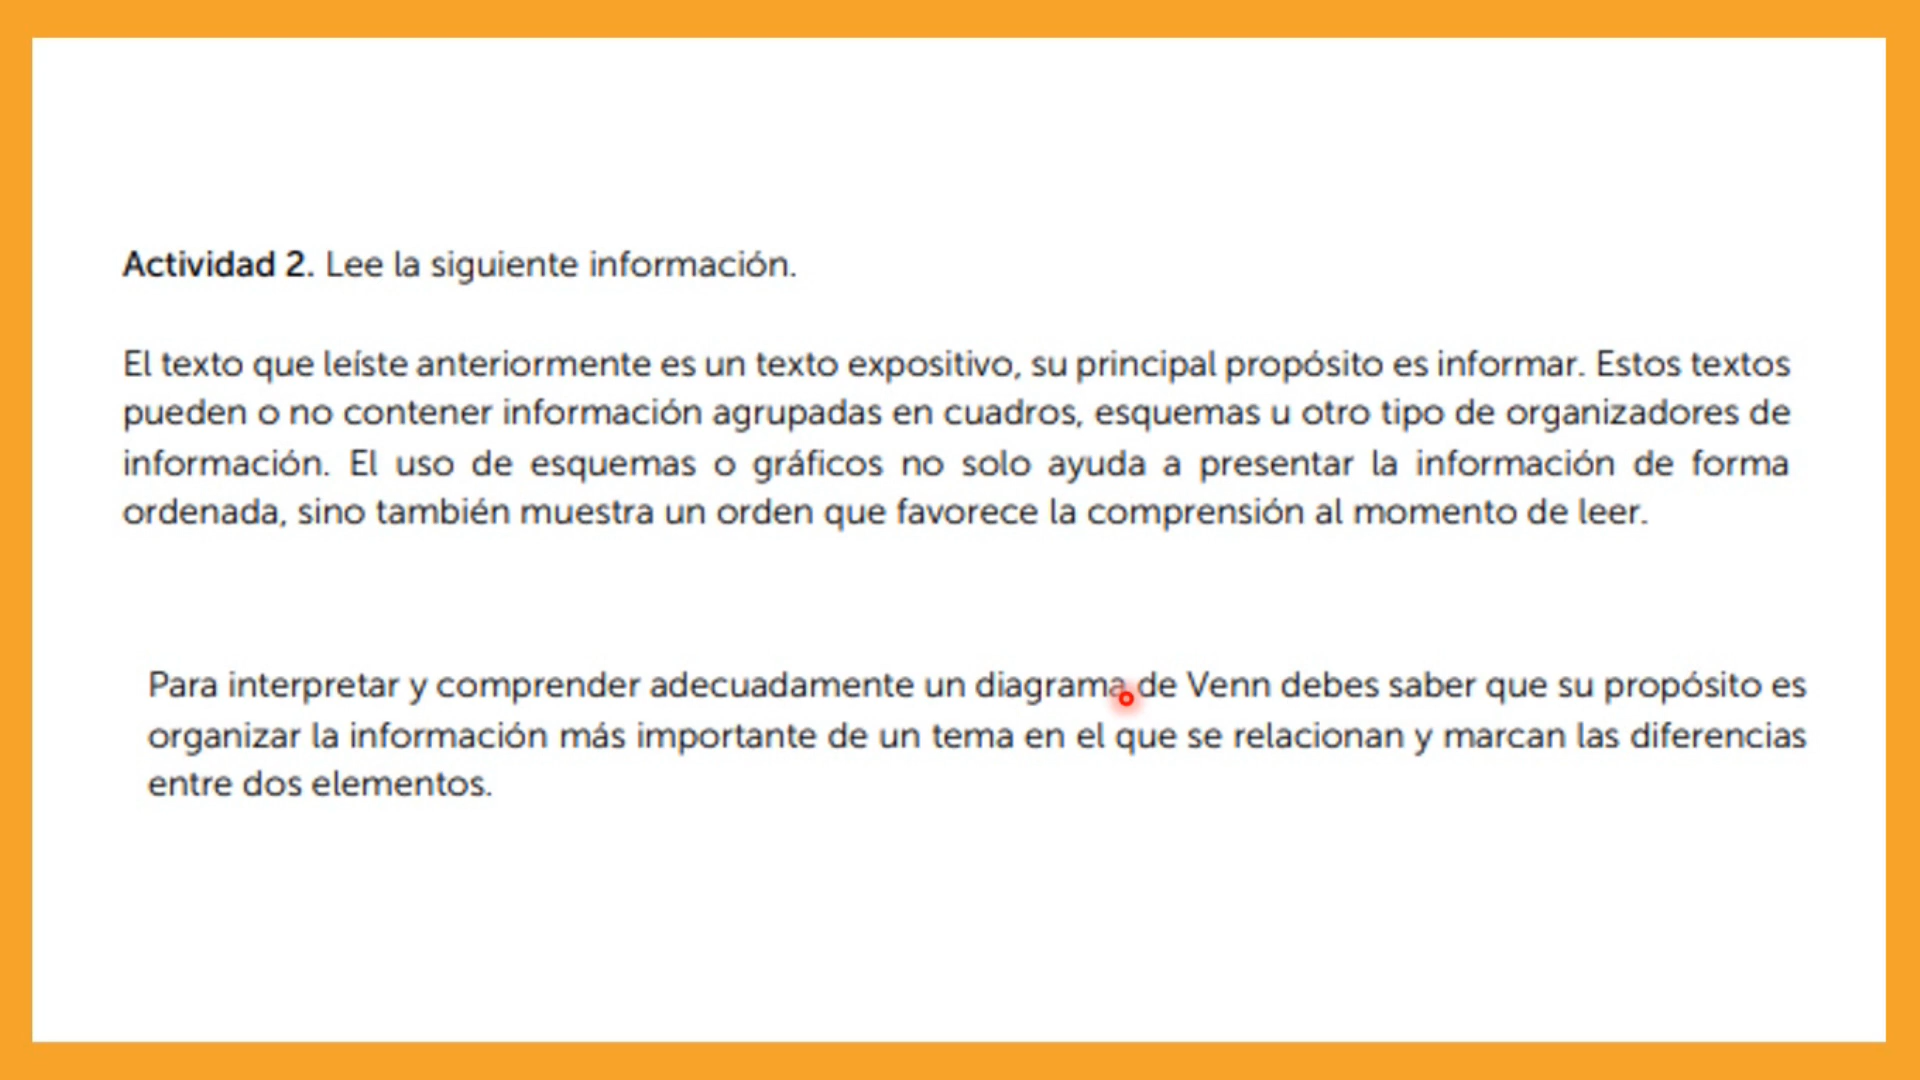 Actividad 2. Lee la siguiente información.
El texto que leíste anteriormente es un texto expositivo, su principal propósito es informar. Estos textos
pueden o no contener información agrupadas en cuadros, esquemas u otro tipo de organizadores de
información. El uso de esquemas o gráficos no solo ayuda a presentar la información de forma
ordenada, sino también muestra un orden que favorece la comprensión al momento de leer.
Para interpretar y comprender adecuadamente un diagrama de Venn debes saber que su propósito es
organizar la información más importante de un tema en el que se relacionan y marcan las diferencias
entre dos elementos.